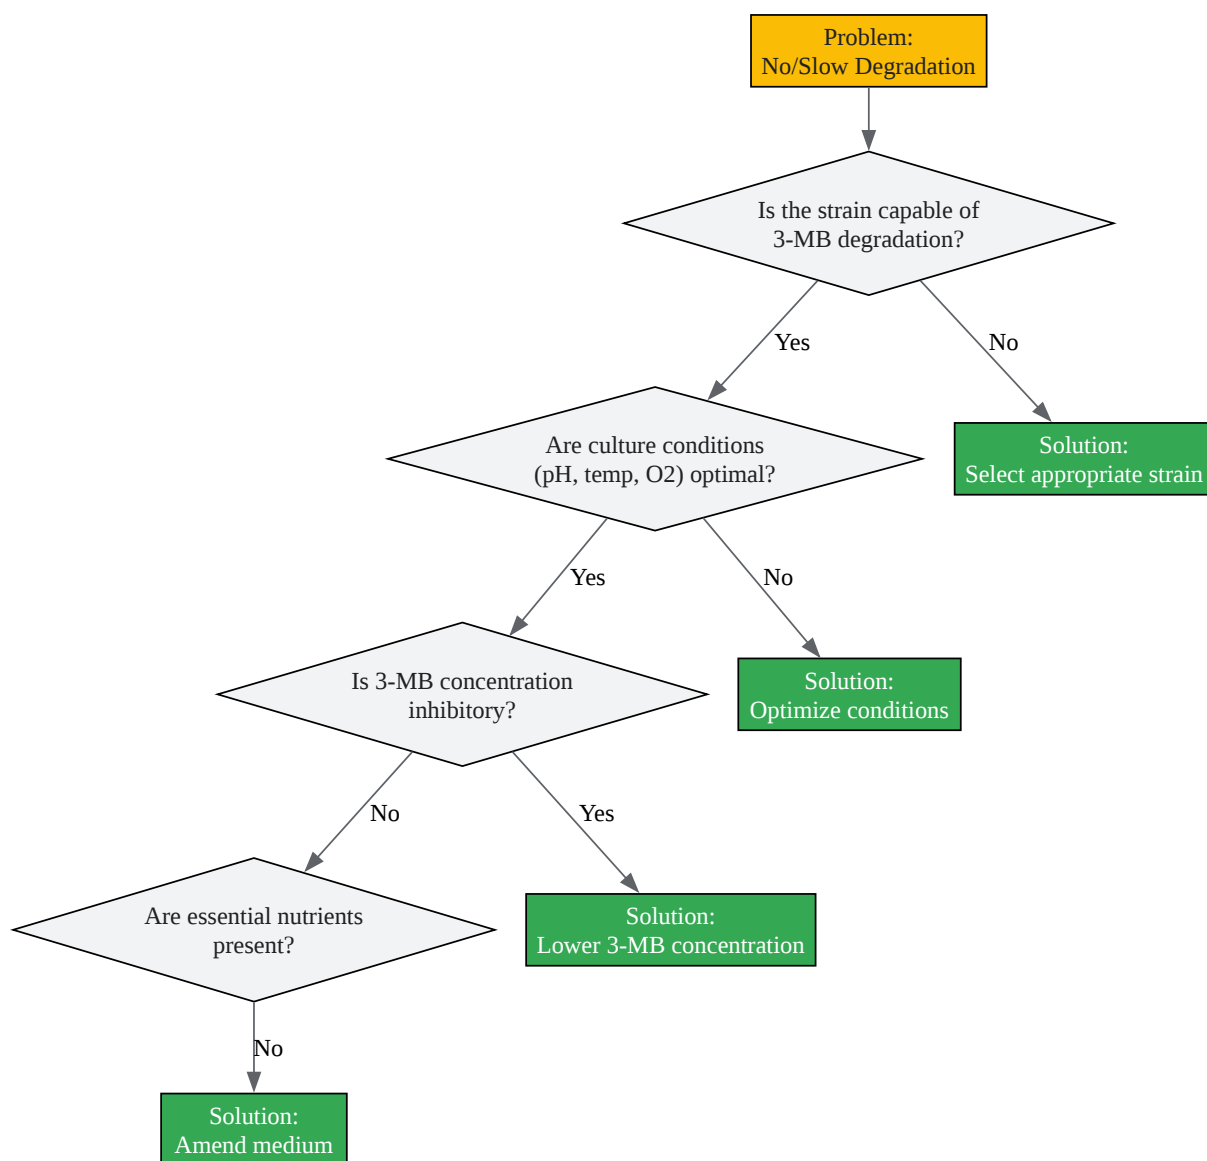 Problem:
No/Slow Degradation
Is the strain capable of
3-MB degradation?
Yes
No
Are culture conditions
(pH, temp, O2) optimal?
Solution:
Select appropriate strain
Yes
No
Is 3-MB concentration
inhibitory?
Solution:
Optimize conditions
No
Yes
Are essential nutrients
present?
Solution:
Lower 3-MB concentration
No
Solution:
Amend medium